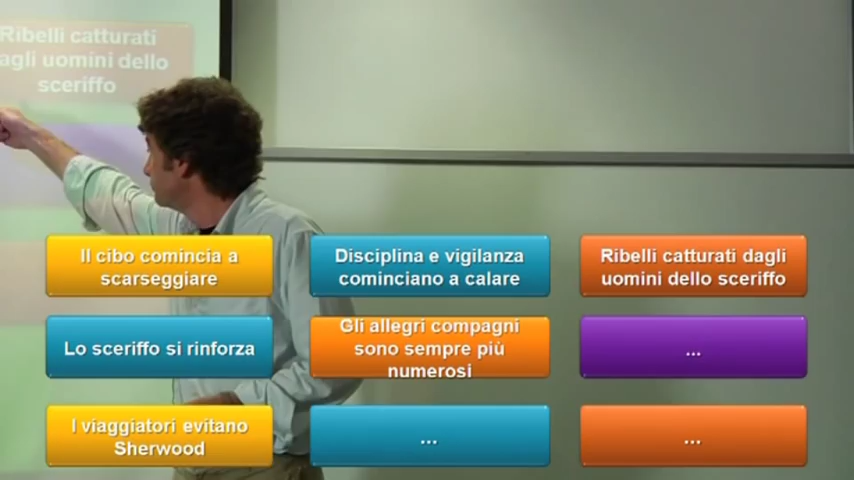 Ribelli catturati
dagli uomini dello
sceriffo
Il cibo comincia a
scarseggiare
Disciplina e vigilanza
cominciano a calare
Ribelli catturati dagli
uomini dello sceriffo
Lo sceriffo si rinforza
Gli allegri compagni
sono sempre più
numerosi
...
I viaggiatori evitano
Sherwood
...
...